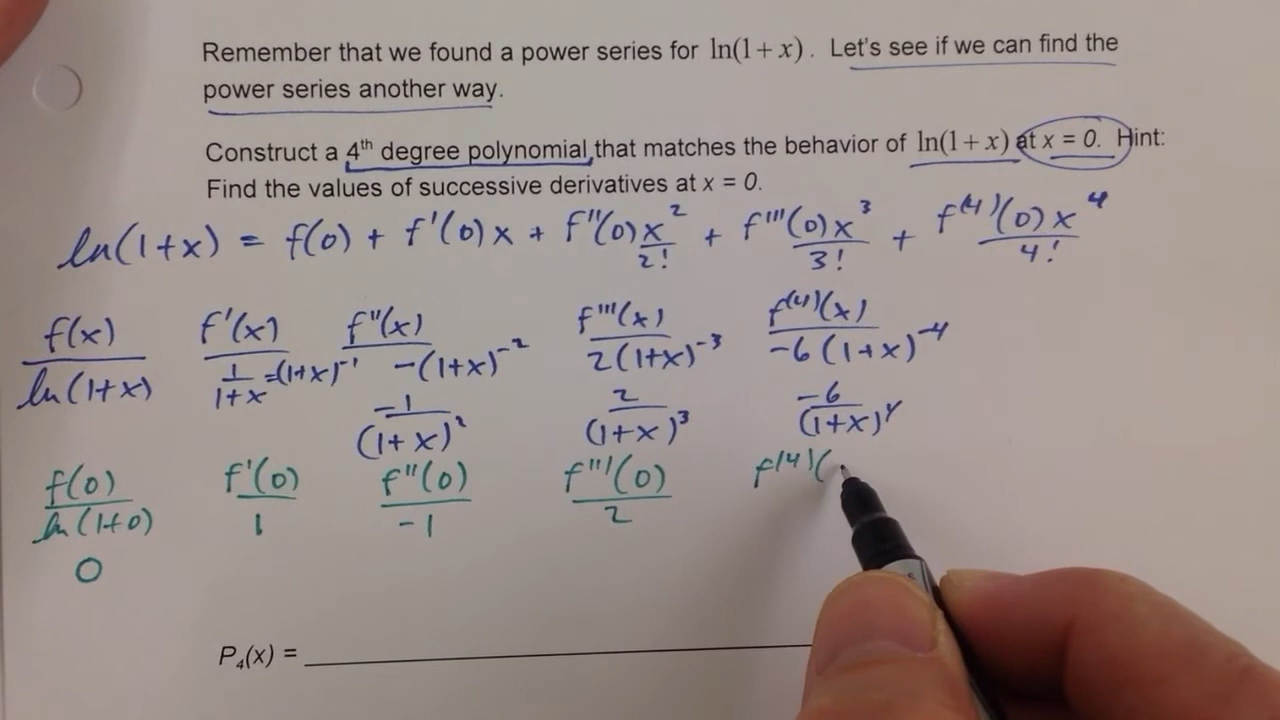 Remember that we found a power series for ln(1+x). Let's see if we can find the
power series another way.
Construct a 4th degree polynomial that matches the behavior of ln(1+x) at x = 0. Hint:
Find the values of successive derivatives at x = 0.
ln(1+x) = f(0) + f'(0)x + f''(0)x²/2! + f'''(0)x³/3! + f⁽⁴⁾(0)x⁴/4!
f(x) f'(x) f''(x) f'''(x) f⁽⁴⁾(x)
ln(1+x) 1/1+x =(1+x)⁻¹ -(1+x)⁻² 2(1+x)⁻³ -6(1+x)⁻⁴
-1/(1+x)² 2/(1+x)³ -6/(1+x)⁴
f(0) f'(0) f''(0) f'''(0) f⁽⁴⁾(
ln(1+0) 1 -1 2
0
P₄(x) =